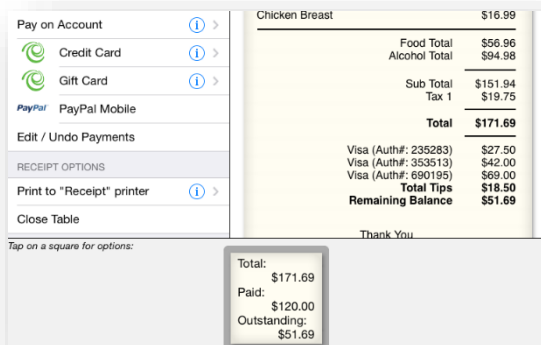 Pay on Account
Credit Card
Gift Card
PayPal PayPal Mobile
Edit / Undo Payments
RECEIPT OPTIONS
Print to "Receipt" printer
Close Table
Chicken Breast $16.99
Food Total $56.96
Alcohol Total $94.98
Sub Total $151.94
Tax 1 $19.75
Total $171.69
Visa (Auth#: 235283) $27.50
Visa (Auth#: 353513) $42.00
Visa (Auth#: 690195) $69.00
Total Tips $18.50
Remaining Balance $51.69
Thank You
Tap on a square for options:
Total:
$171.69
Paid:
$120.00
Outstanding:
$51.69